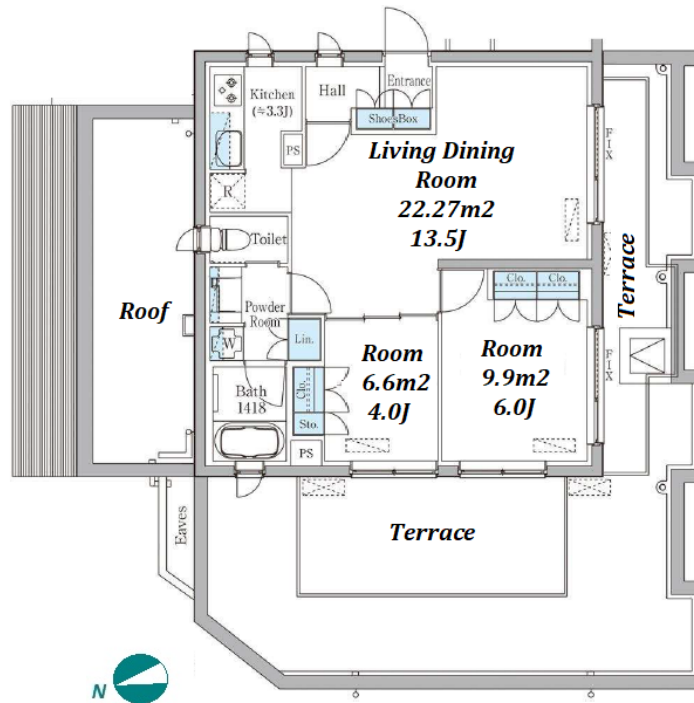 Kitchen
(≒3.3J)
Hall
Entrance
ShoesBox
PS
R
Living Dining
Room
22.27m2
13.5J
FIX
Toilet
Terrace
Roof
Powder
Room
Clo.
Clo.
W
Lin.
Room
6.6m2
4.0J
Room
9.9m2
6.0J
FIX
Bath
1418
Clo.
Sto.
PS
Terrace
Eaves
N